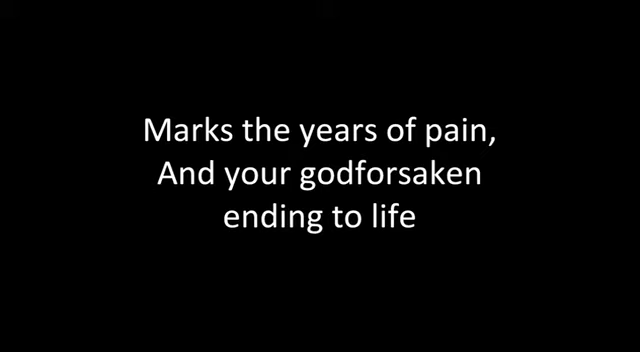 Marks the years of pain,
And your godforsaken
ending to life